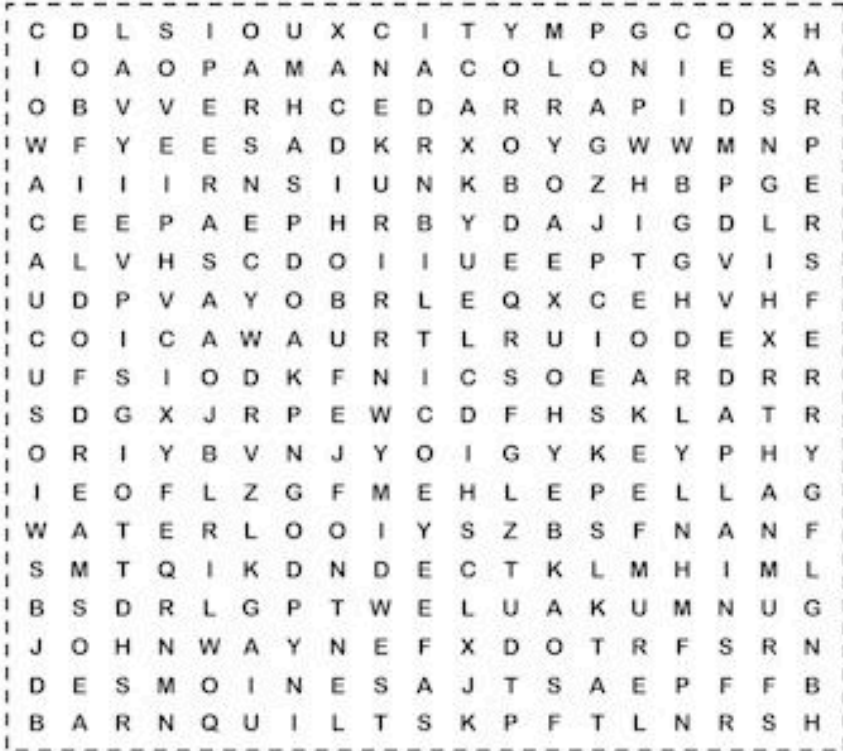 C D L S I O U X C I T Y M P G C O X H
I O A O P A M A N A C O L O N I E S A
O B V V E R H C E D A R R A P I D S R
W F Y E E S A D K R X O Y G W W M N P
A I I I R N S I U N K B O Z H B P G E
C E E P A E P H R B Y D A J I G D L R
A L V H S C D O I I U E E P T G V I S
U D P V A Y O B R L E Q X C E H V H F
C O I C A W A U R T L R U I O D E X E
U F S I O D K F N I C S O E A R D R R
S D G X J R P E W C D F H S K L A T R
O R I Y B V N J Y O I G Y K E Y P H Y
I E O F L Z G F M E H L E P E L L A G
W A T E R L O O I Y S Z B S F N A N F
S M T Q I K D N D E C T K L M H I M L
B S D R L G P T W E L U A K U M N U G
J O H N W A Y N E F X D O T R F S R N
D E S M O I N E S A J T S A E P F F B
B A R N Q U I L T S K P F T L N R S H